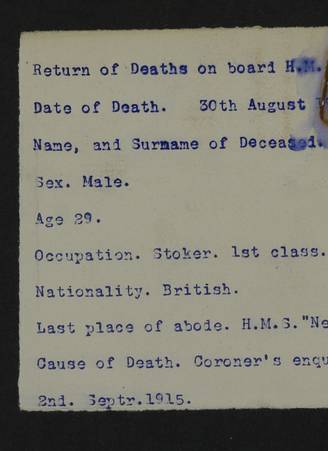 Return of Deaths on board H.M.
Date of Death. 30th August
Name, and Surname of Deceased.
Sex. Male.
Age 29.
Occupation. Stoker. 1st class.
Nationality. British.
Last place of abode. H.M.S."Ne
Cause of Death. Coroner's enqu
2nd. Septr.1915.